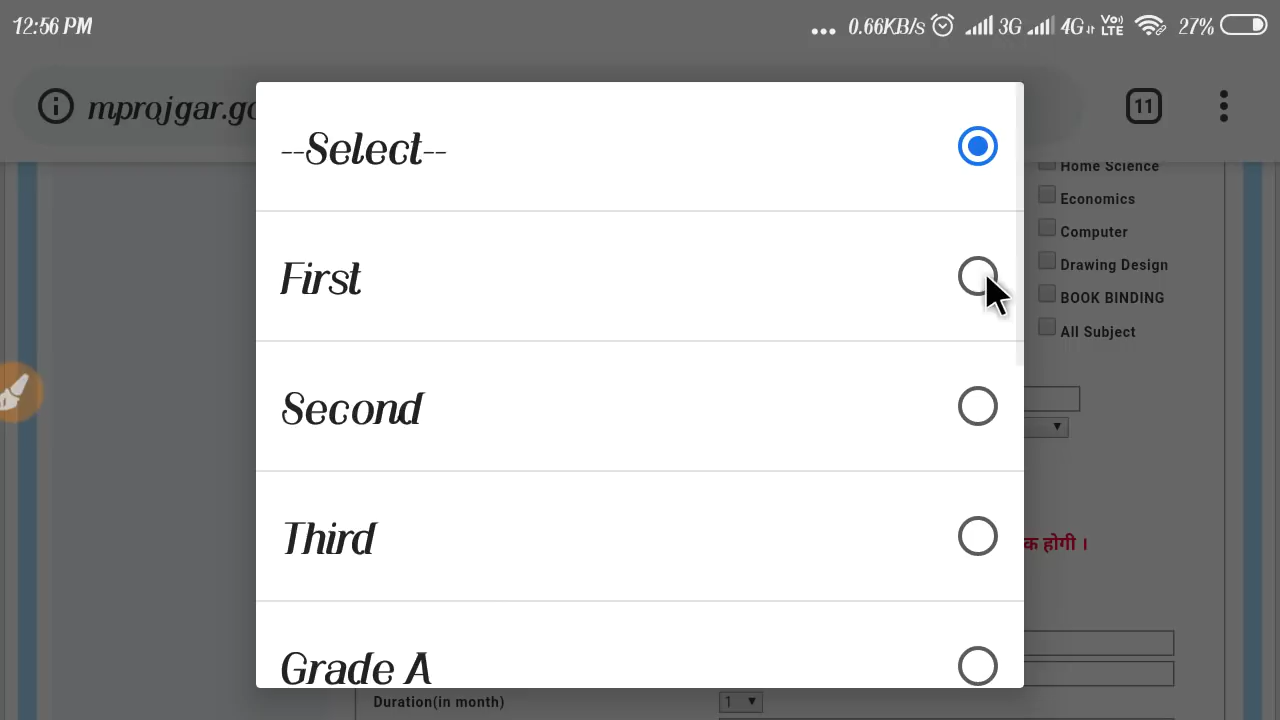 12:56 PM
... 0.66KB/s 3G 4G VoLTE 27%
mprojgar.go
11
--Select--
First
Second
Third
Grade A
Home Science
Economics
Computer
Drawing Design
BOOK BINDING
All Subject
क होगी ।
Duration(in month)
1